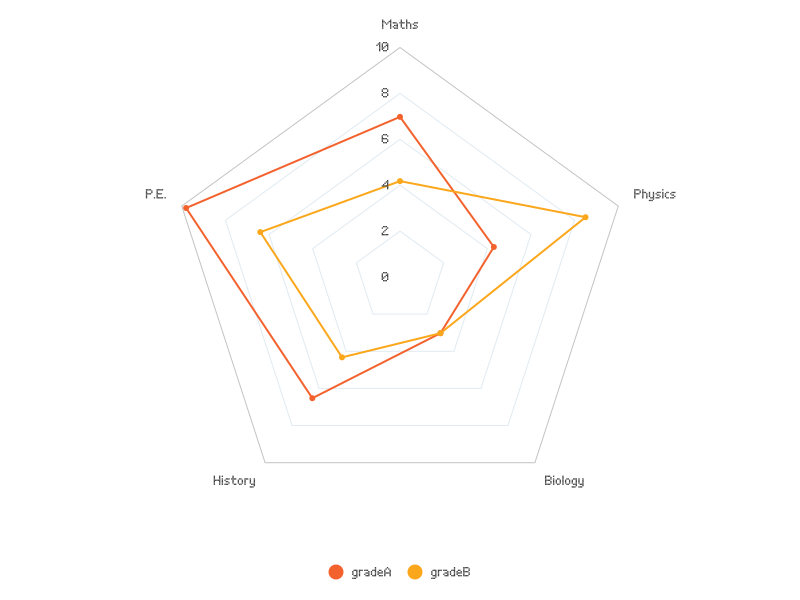 Maths
10
8
6
4
2
0
P.E.
Physics
History
Biology
gradeA
gradeB